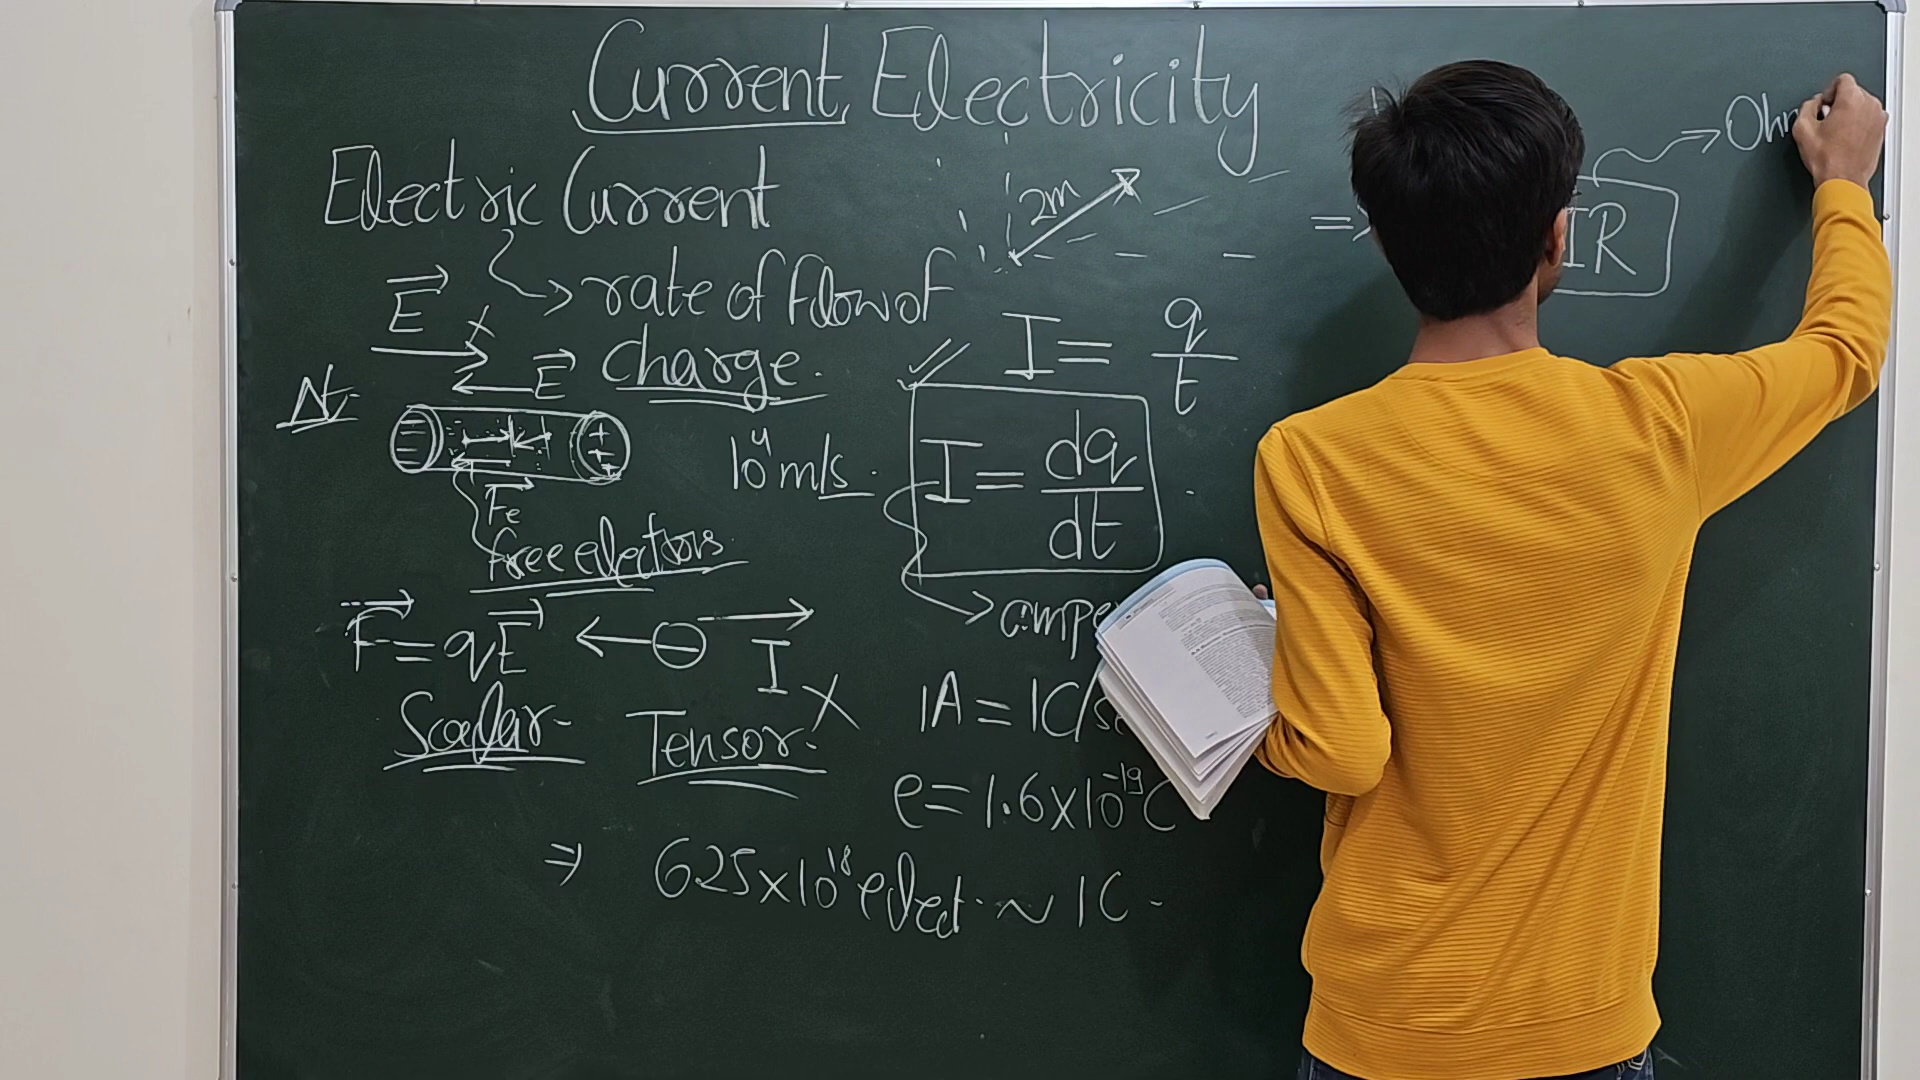 Current Electricity
Electric Current
rate of flow of
charge.
E
E
Fe
free electrons
F = qE
I
Scalar
Tensor. X
⇒ 6.25×10¹⁸ elect. ~ 1C
2m
10⁴ m/s.
I = q/t
I = dq/dt
ampe
1A = 1C/s
e = 1.6×10⁻¹⁹ C
⇒
IR
Ohm